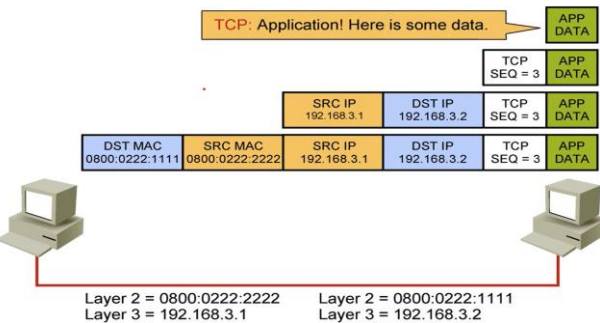 TCP: Application! Here is some data.
APP
DATA
TCP
SEQ = 3
APP
DATA
SRC IP
192.168.3.1
DST IP
192.168.3.2
TCP
SEQ = 3
APP
DATA
DST MAC
0800:0222:1111
SRC MAC
0800:0222:2222
SRC IP
192.168.3.1
DST IP
192.168.3.2
TCP
SEQ = 3
APP
DATA
Layer 2 = 0800:0222:2222
Layer 3 = 192.168.3.1
Layer 2 = 0800:0222:1111
Layer 3 = 192.168.3.2